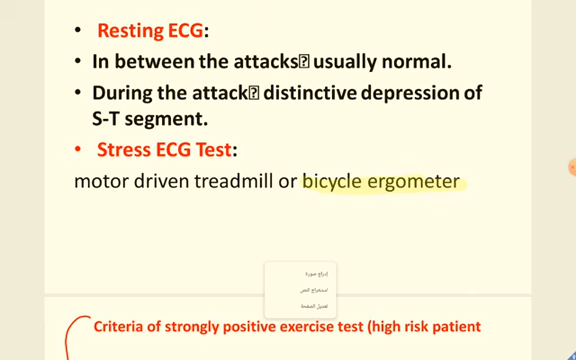 • Resting ECG:
• In between the attacks usually normal.
• During the attack distinctive depression of
S-T segment.
• Stress ECG Test:
motor driven treadmill or bicycle ergometer
إدراج صورة
استخراج النص
تعديل الصفحة
Criteria of strongly positive exercise test (high risk patient